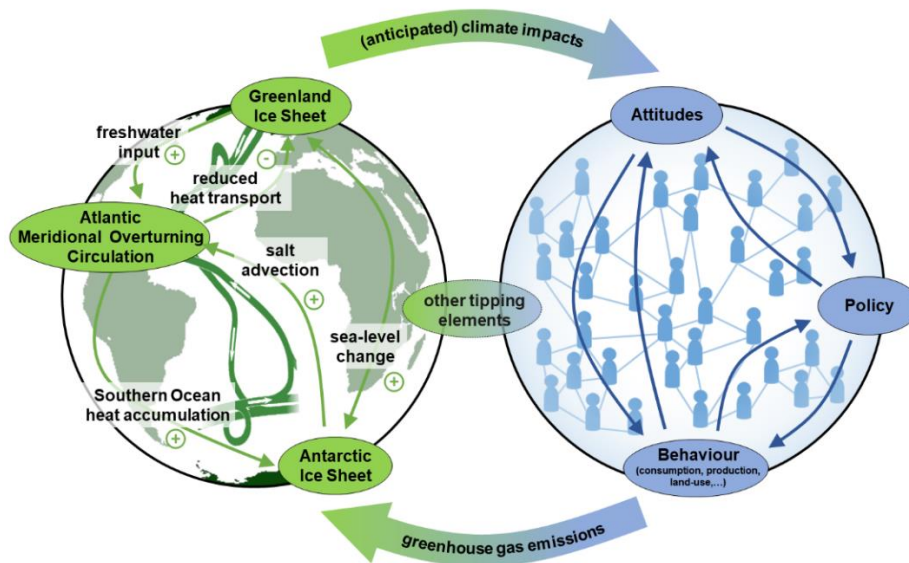 (anticipated) climate impacts
Greenland
Ice Sheet
freshwater
input
+
-
reduced
heat transport
Atlantic
Meridional Overturning
Circulation
salt
advection
+
sea-level
change
+
Southern Ocean
heat accumulation
+
Antarctic
Ice Sheet
other tipping
elements
Attitudes
Policy
Behaviour
(consumption, production,
land-use,...)
greenhouse gas emissions